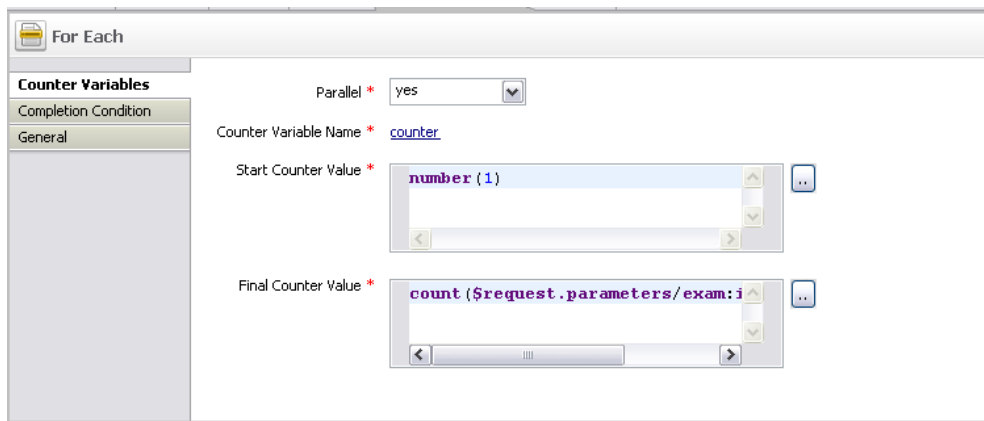 For Each
Counter Variables
Completion Condition
General
Parallel *
yes
Counter Variable Name *
counter
Start Counter Value *
number(1)
..
Final Counter Value *
count($request.parameters/exam:i
..